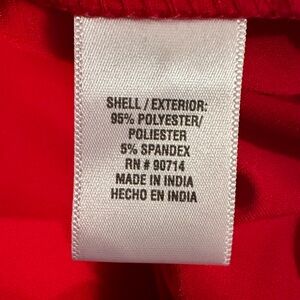 SHELL / EXTERIOR:
95% POLYESTER/
POLIESTER
5% SPANDEX
RN # 90714
MADE IN INDIA
HECHO EN INDIA